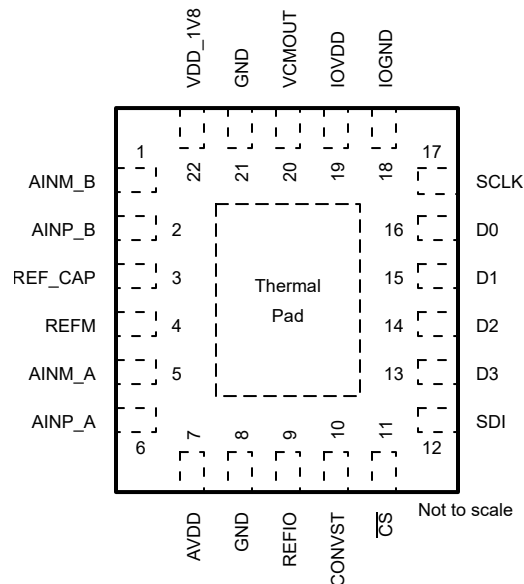 VDD_1V8
GND
VCMOUT
IOVDD
IOGND
22
21
20
19
18
1
AINM_B
2
AINP_B
3
REF_CAP
4
REFM
5
AINM_A
6
AINP_A
Thermal
Pad
17
SCLK
16
D0
15
D1
14
D2
13
D3
12
SDI
7
8
9
10
11
AVDD
GND
REFIO
CONVST
CS
Not to scale